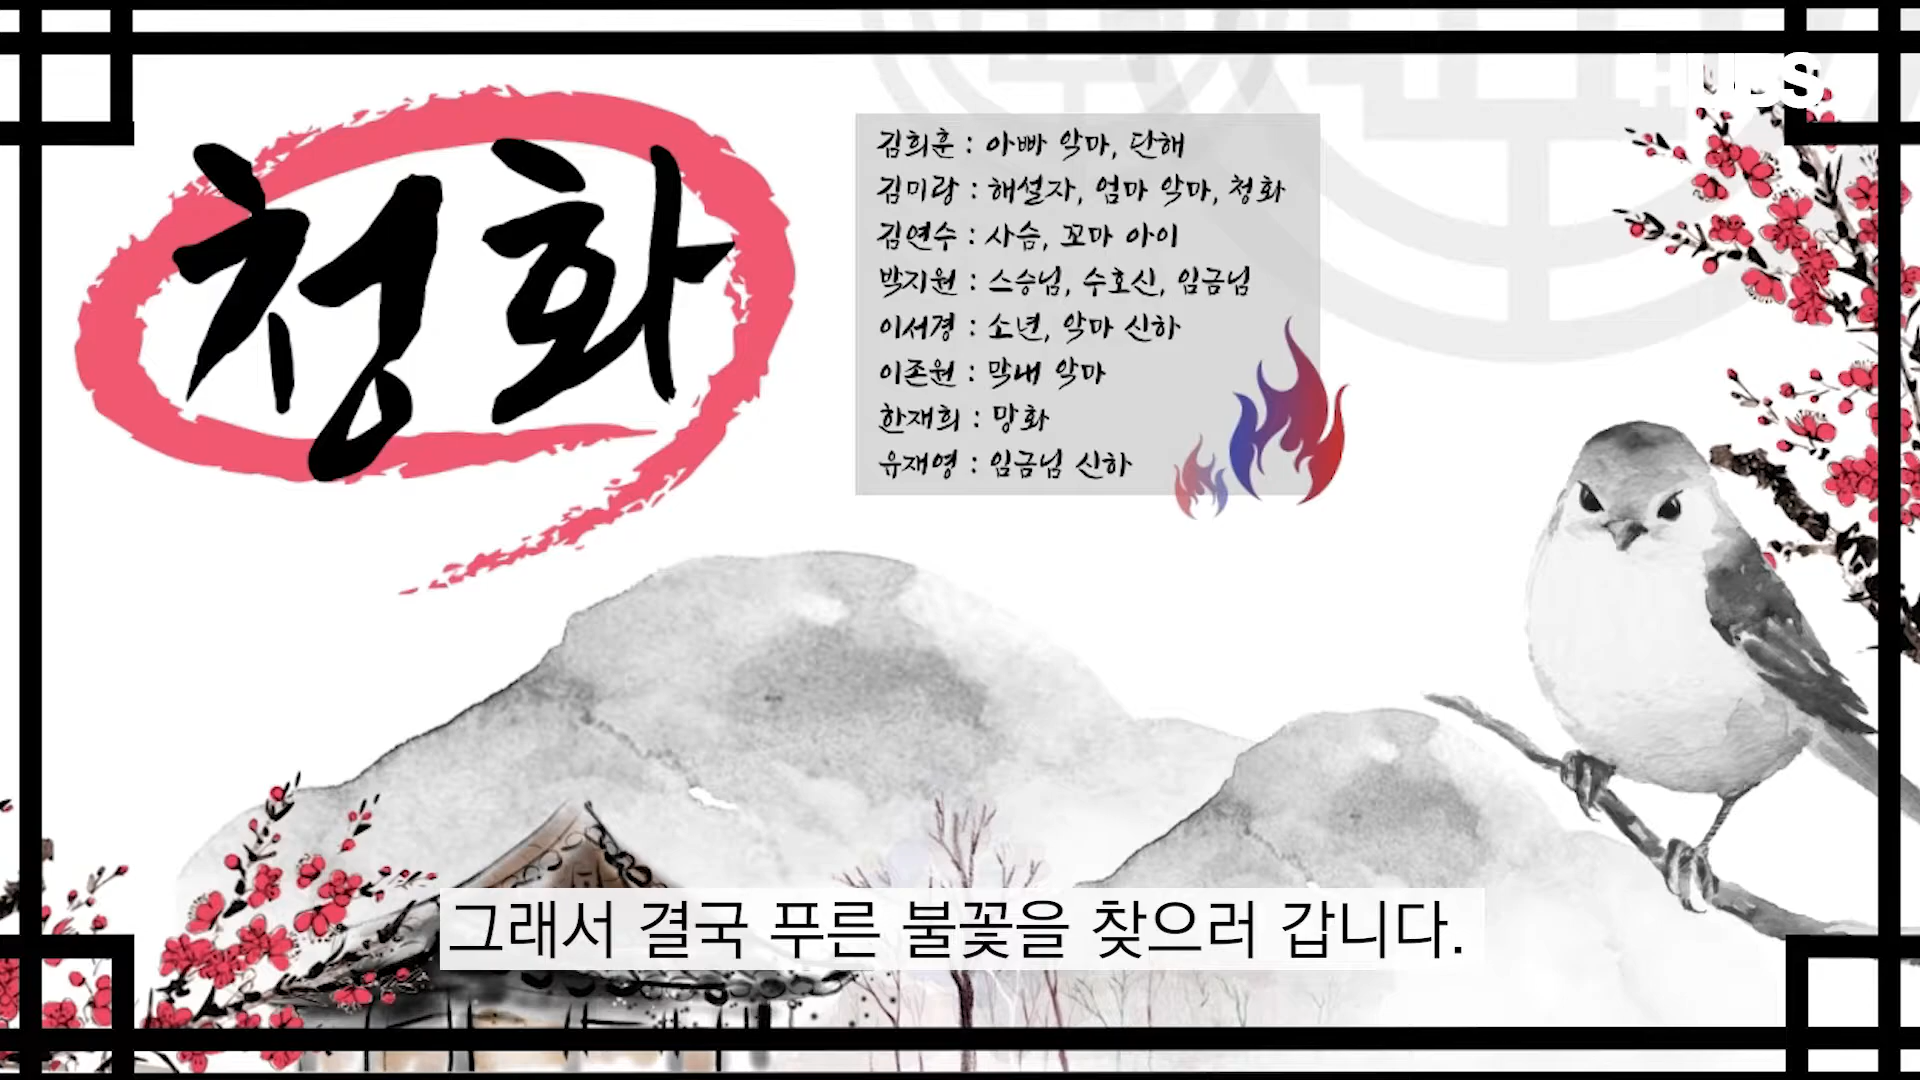 청화
김희훈 : 아빠 악마, 단해
김미랑 : 해설자, 엄마 악마, 청화
김연수 : 사슴, 꼬마 아이
박지원 : 스승님, 수호신, 임금님
이서경 : 소년, 악마 신하
이존원 : 막내 악마
한재희 : 망화
유재영 : 임금님 신하
그래서 결국 푸른 불꽃을 찾으러 갑니다.